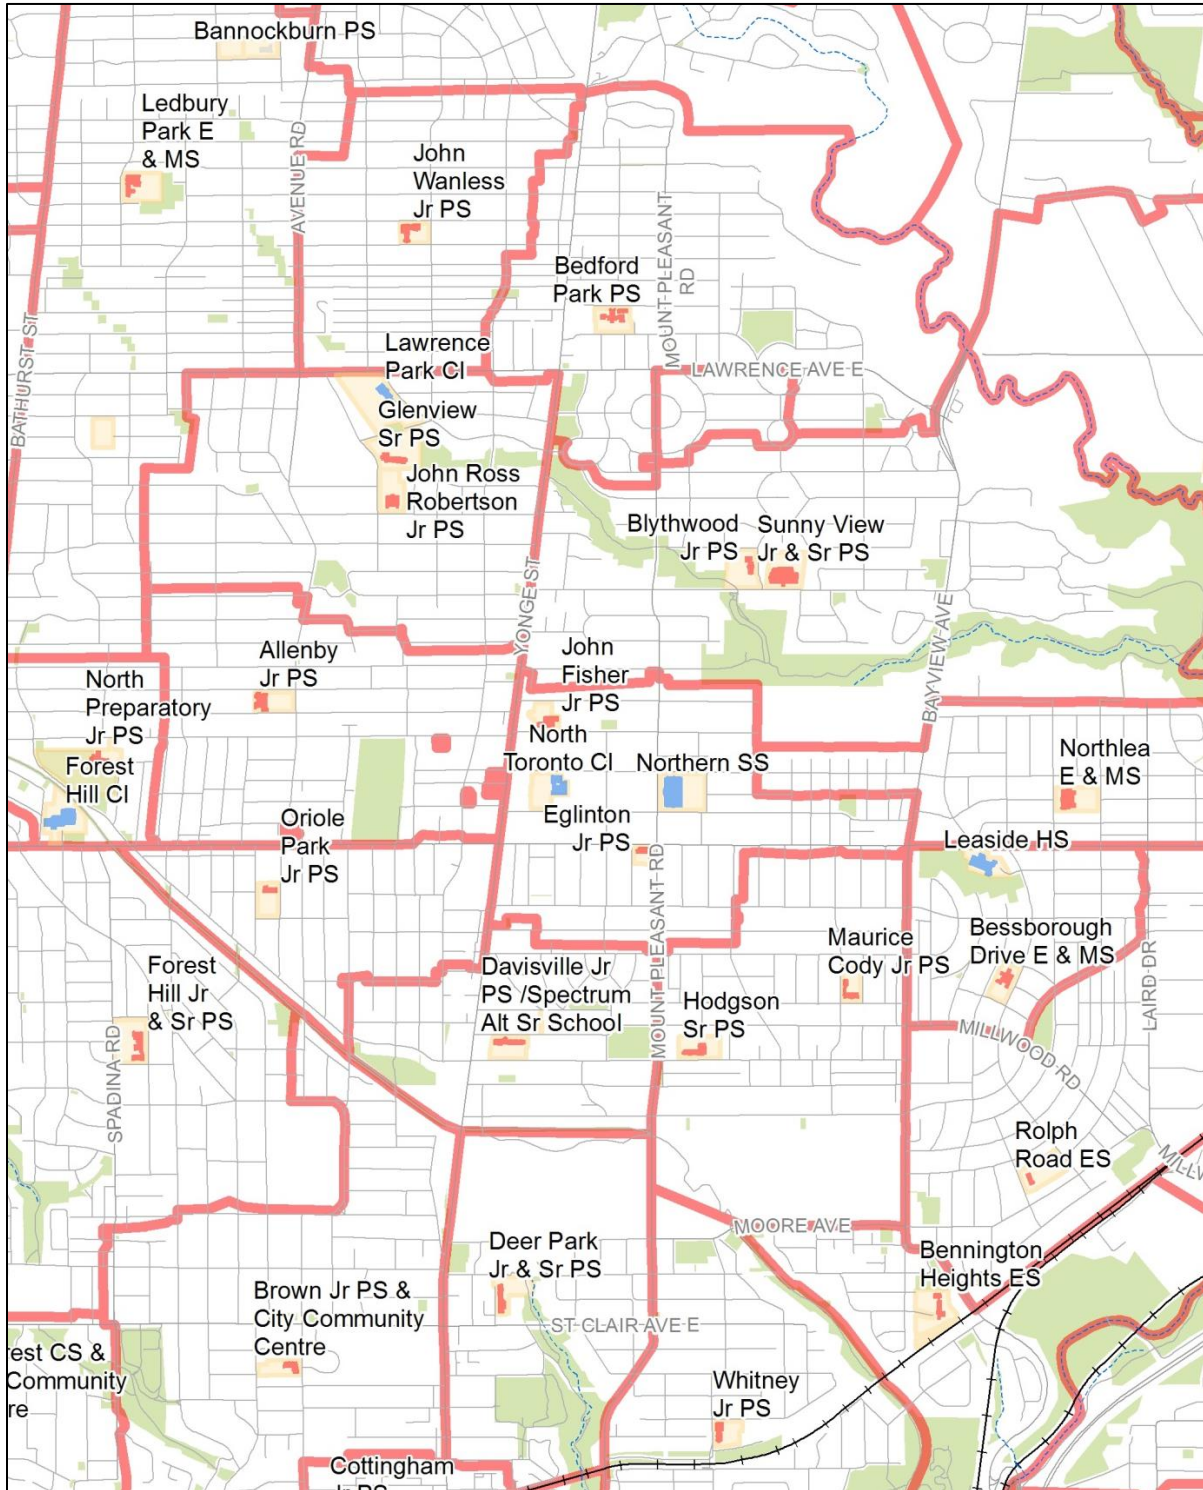 Bannockburn PS
Ledbury
Park E
& MS
AVENUE RD
John
Wanless
Jr PS
MOUNT PLEASANT
RD
Bedford
Park PS
BATHURST ST
Lawrence
Park CI
LAWRENCE AVE E
Glenview
Sr PS
John Ross
Robertson
Jr PS
Blythwood
Jr PS
Sunny View
Jr & Sr PS
YONGE ST
BAYVIEW AVE
Allenby
Jr PS
John
Fisher
Jr PS
North
Preparatory
Jr PS
North
Toronto CI
Northern SS
Northlea
E & MS
Forest
Hill CI
Oriole
Park
Jr PS
Eglinton
Jr PS
Leaside HS
MOUNT PLEASANT RD
Maurice
Cody Jr PS
Bessborough
Drive E & MS
LAIRD DR
Forest
Hill Jr
& Sr PS
Davisville Jr
PS /Spectrum
Alt Sr School
Hodgson
Sr PS
MILLWOOD RD
SPADINA RD
Rolph
Road ES
MILLW
MOORE AVE
Deer Park
Jr & Sr PS
Bennington
Heights ES
Brown Jr PS &
City Community
Centre
ST CLAIR AVE E
rest CS &
Community
re
Whitney
Jr PS
Cottingham
Jr PS